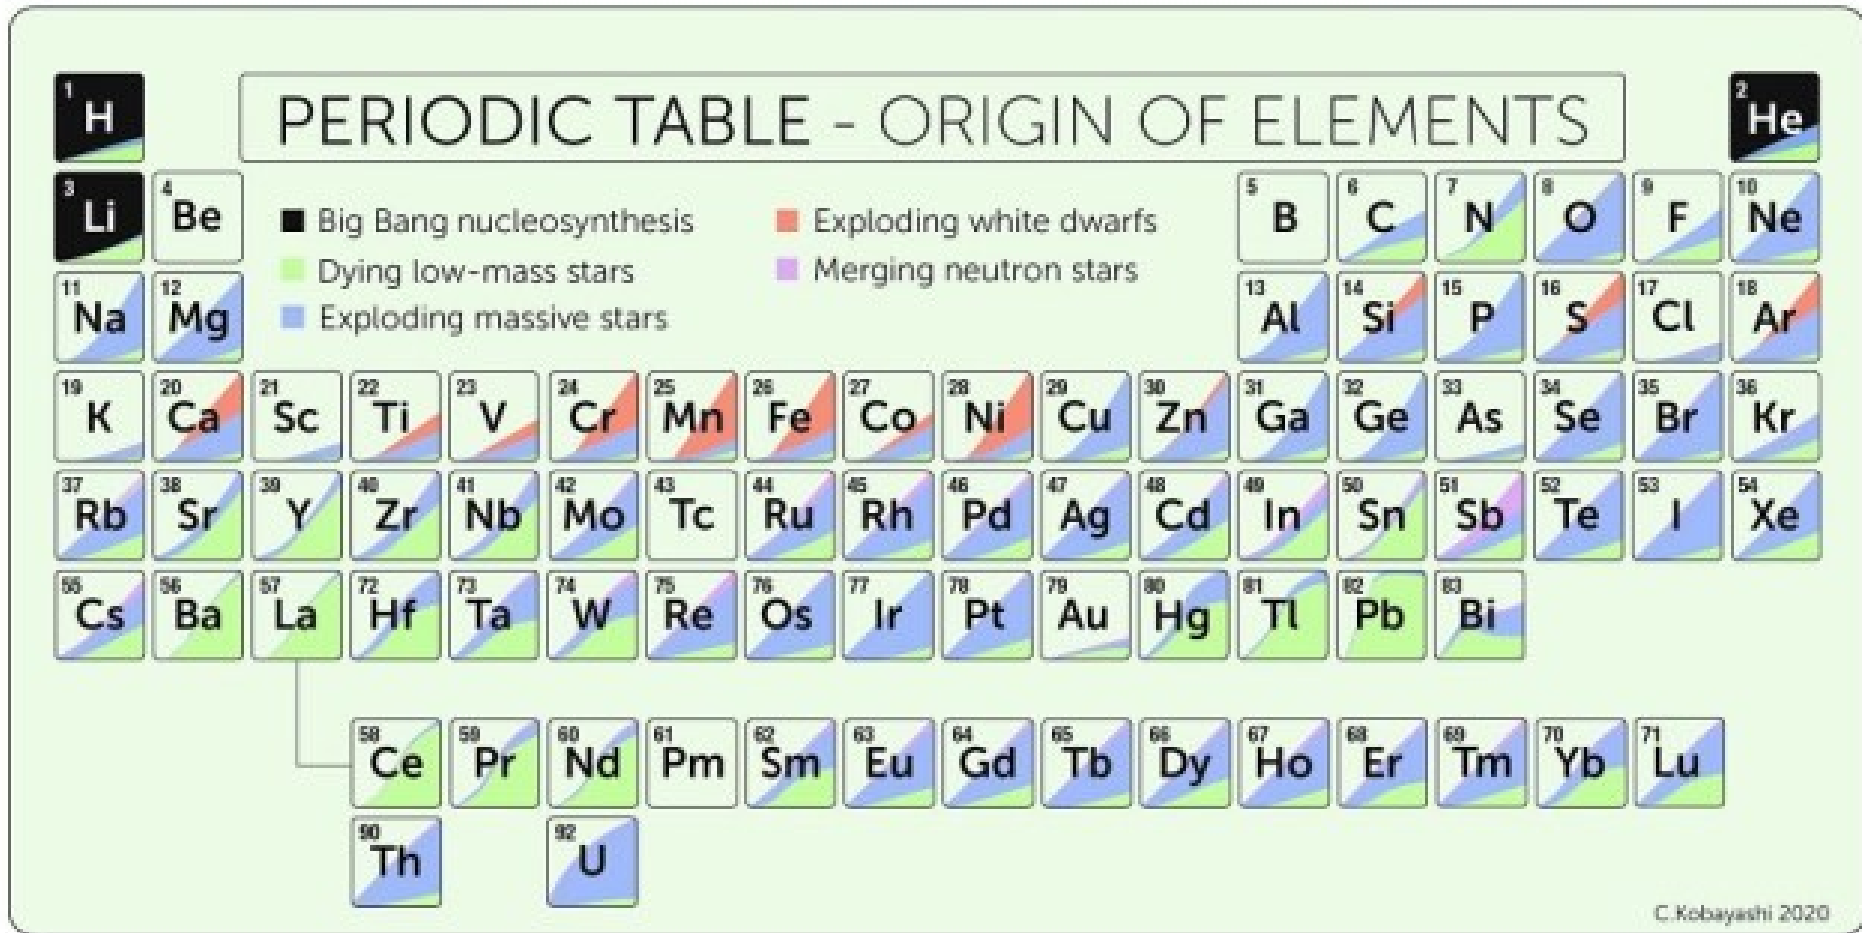 1 H
PERIODIC TABLE - ORIGIN OF ELEMENTS
2 He
3 Li
4 Be
Big Bang nucleosynthesis
Dying low-mass stars
Exploding massive stars
Exploding white dwarfs
Merging neutron stars
5 B
6 C
7 N
8 O
9 F
10 Ne
11 Na
12 Mg
13 Al
14 Si
15 P
16 S
17 Cl
18 Ar
19 K
20 Ca
21 Sc
22 Ti
23 V
24 Cr
25 Mn
26 Fe
27 Co
28 Ni
29 Cu
30 Zn
31 Ga
32 Ge
33 As
34 Se
35 Br
36 Kr
37 Rb
38 Sr
39 Y
40 Zr
41 Nb
42 Mo
43 Tc
44 Ru
45 Rh
46 Pd
47 Ag
48 Cd
49 In
50 Sn
51 Sb
52 Te
53 I
54 Xe
55 Cs
56 Ba
57 La
72 Hf
73 Ta
74 W
75 Re
76 Os
77 Ir
78 Pt
79 Au
80 Hg
81 Tl
82 Pb
83 Bi
58 Ce
59 Pr
60 Nd
61 Pm
62 Sm
63 Eu
64 Gd
65 Tb
66 Dy
67 Ho
68 Er
69 Tm
70 Yb
71 Lu
90 Th
92 U
C.Kobayashi 2020